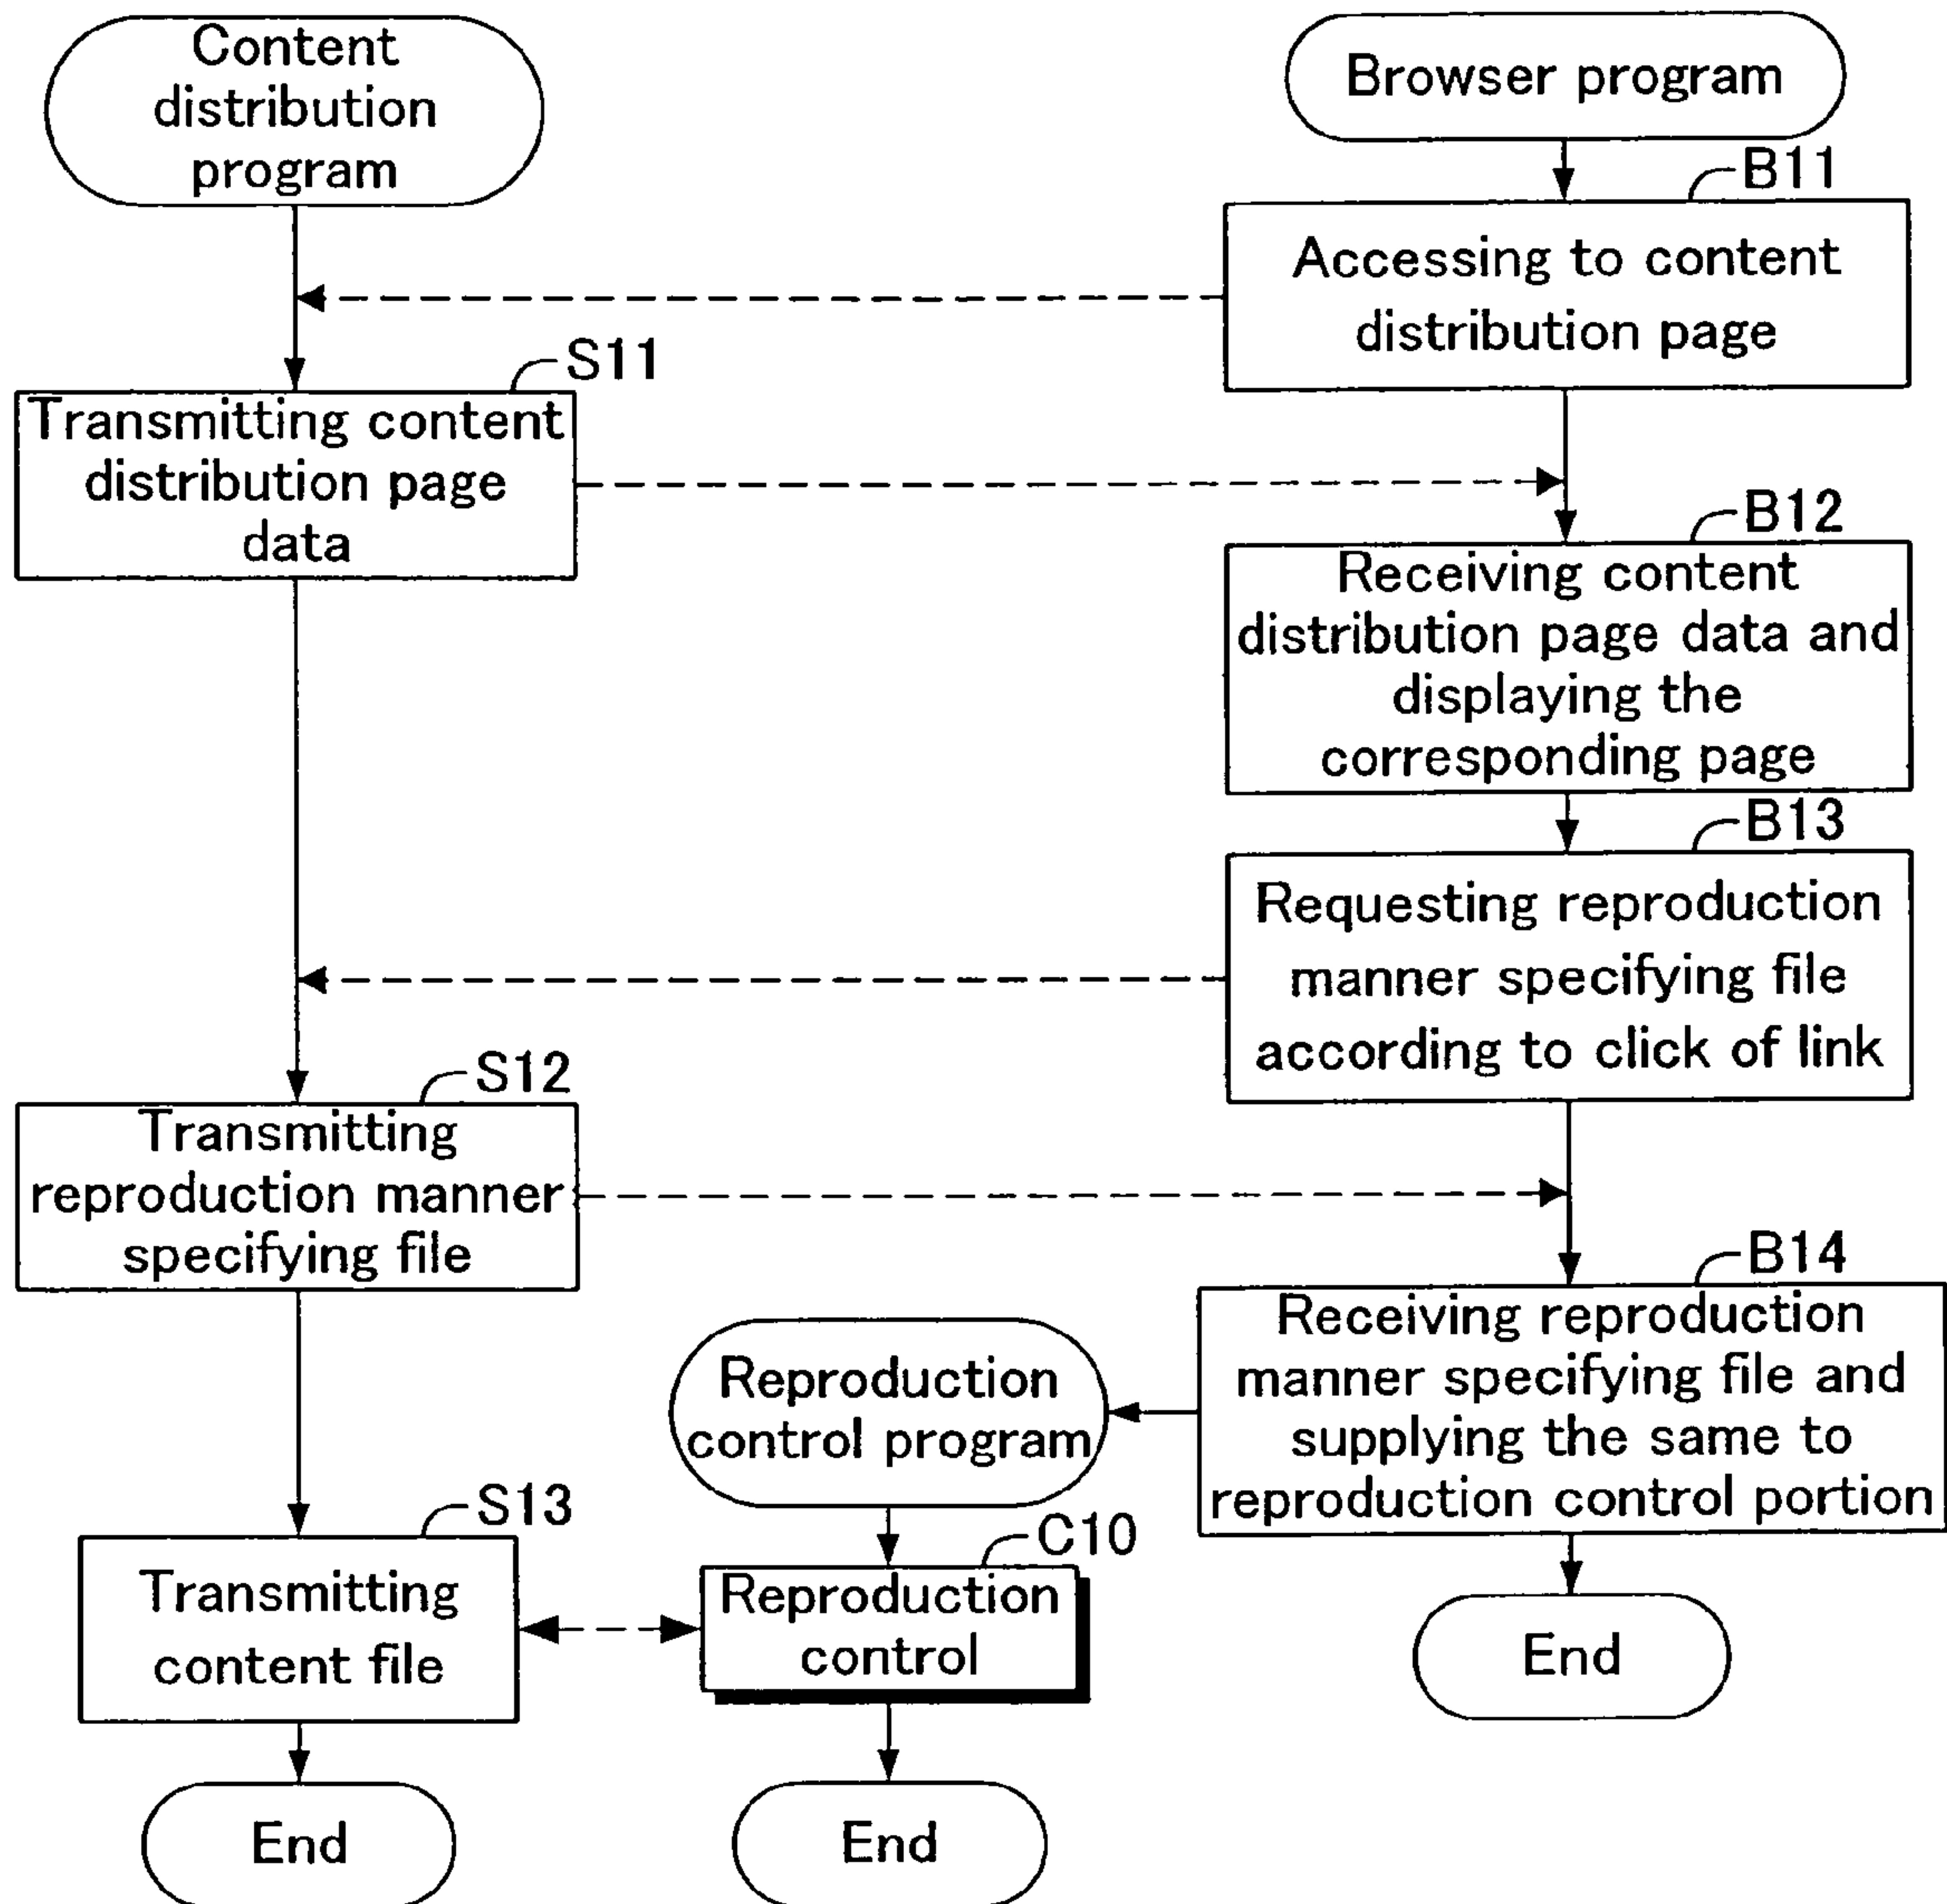 Content
distribution
program
Browser program
B11
Accessing to content
distribution page
S11
Transmitting content
distribution page
data
B12
Receiving content
distribution page data and
displaying the
corresponding page
B13
Requesting reproduction
manner specifying file
according to click of link
S12
Transmitting
reproduction manner
specifying file
B14
Receiving reproduction
manner specifying file and
supplying the same to
reproduction control portion
Reproduction
control program
S13
Transmitting
content file
C10
Reproduction
control
End
End
End